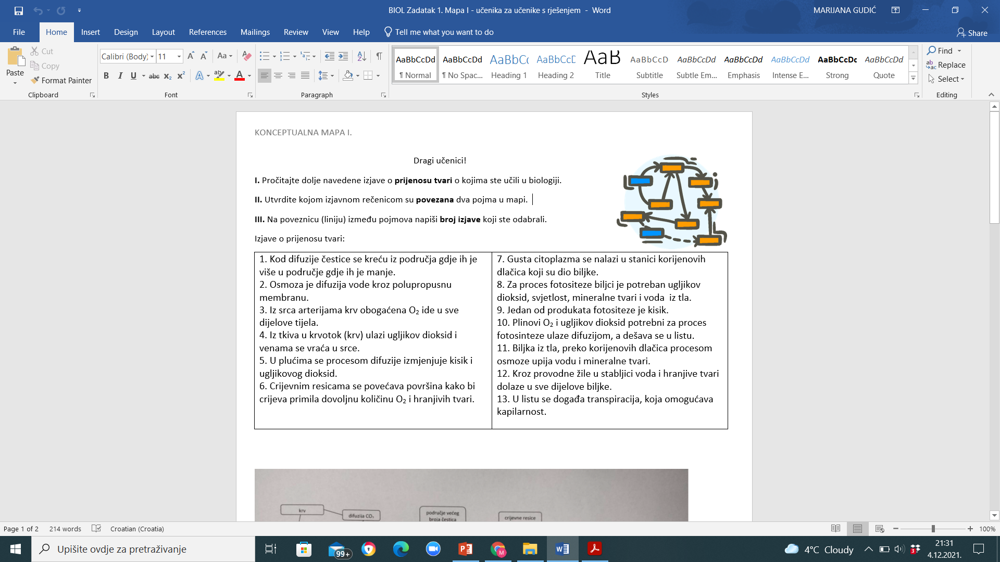 BIOL Zadatak 1. Mapa I - učenika za učenike s rješenjem - Word
MARIJANA GUDIĆ
File Home Insert Design Layout References Mailings Review View Help Tell me what you want to do
Share
Paste
Cut
Copy
Format Painter
Clipboard
Calibri (Body) 11
Font
Paragraph
AaBbCcDd AaBbCcDd AaBbCc AaBbCcD AaB AaBbCcD AaBbCcDd AaBbCcDd AaBbCcDd AaBbCcDc AaBbCcDd
¶ Normal ¶ No Spac... Heading 1 Heading 2 Title Subtitle Subtle Em... Emphasis Intense E... Strong Quote
Styles
Find
Replace
Select
Editing
KONCEPTUALNA MAPA I.
Dragi učenici!
I. Pročitajte dolje navedene izjave o prijenosu tvari o kojima ste učili u biologiji.
II. Utvrdite kojom izjavnom rečenicom su povezana dva pojma u mapi.
III. Na poveznicu (liniju) između pojmova napiši broj izjave koji ste odabrali.
Izjave o prijenosu tvari:
1. Kod difuzije čestice se kreću iz područja gdje ih je
više u područje gdje ih je manje.
2. Osmoza je difuzija vode kroz polupropusnu
membranu.
3. Iz srca arterijama krv obogaćena O₂ ide u sve
dijelove tijela.
4. Iz tkiva u krvotok (krv) ulazi ugljikov dioksid i
venama se vraća u srce.
5. U plućima se procesom difuzije izmjenjuje kisik i
ugljikovog dioksid.
6. Crijevnim resicama se povećava površina kako bi
crijeva primila dovoljnu količinu O₂ i hranjivih tvari.
7. Gusta citoplazma se nalazi u stanici korijenovih
dlačica koji su dio biljke.
8. Za proces fotositeze biljci je potreban ugljikov
dioksid, svjetlost, mineralne tvari i voda iz tla.
9. Jedan od produkata fotositeze je kisik.
10. Plinovi O₂ i ugljikov dioksid potrebni za proces
fotosinteze ulaze difuzijom, a dešava se u listu.
11. Biljka iz tla, preko korijenovih dlačica procesom
osmoze upija vodu i mineralne tvari.
12. Kroz provodne žile u stabljici voda i hranjive tvari
dolaze u sve dijelove biljke.
13. U listu se događa transpiracija, koja omogućava
kapilarnost.
krv
difuzija CO₂
područje većeg
broja čestica
crijevne resice
Page 1 of 2 214 words Croatian (Croatia)
100%
Upišite ovdje za pretraživanje
99+
4°C Cloudy
3
21:31
4.12.2021.